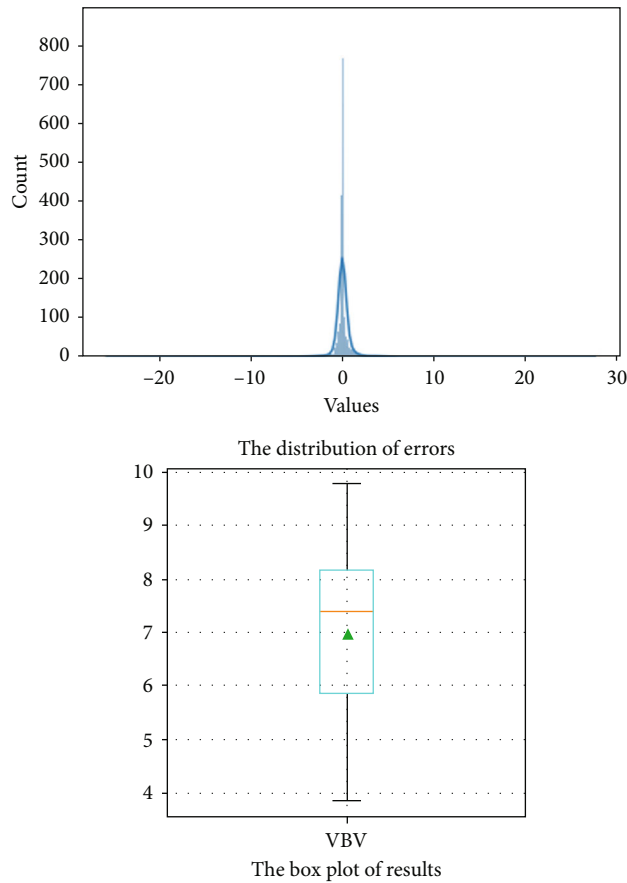 800
700
600
500
400
300
200
100
0
Count
−20 −10 0 10 20 30
Values
The distribution of errors
10
9
8
7
6
5
4
VBV
The box plot of results